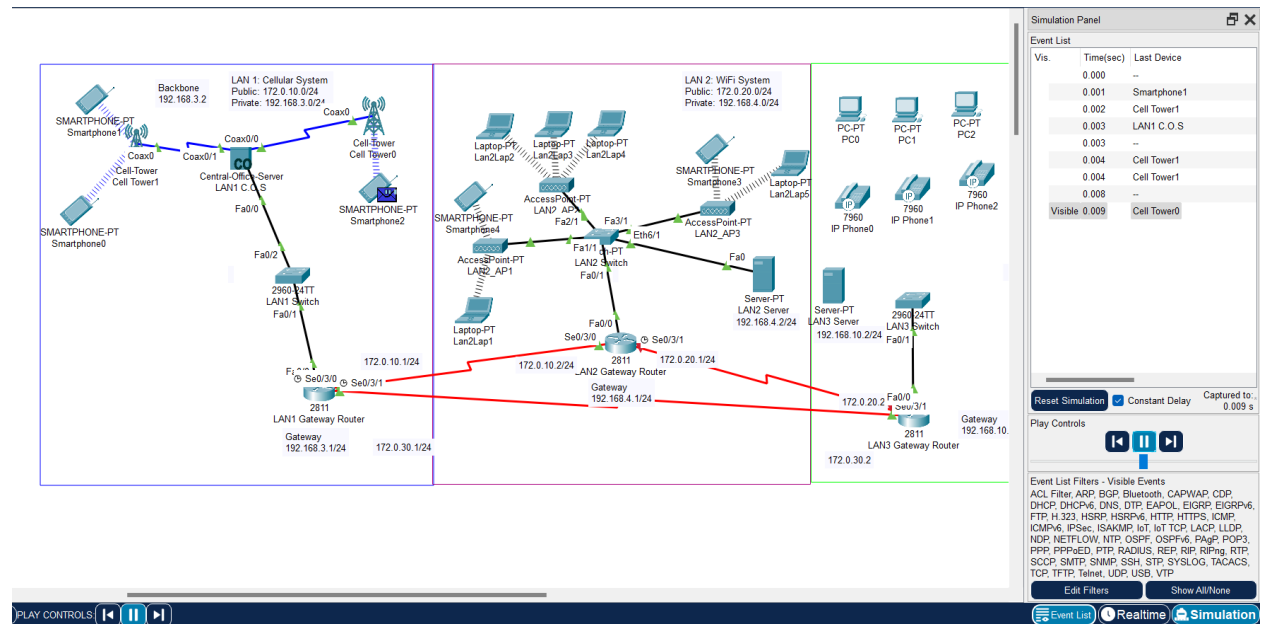 Simulation Panel
Event List
Vis.
Time(sec)
Last Device
0.000
--
0.001
Smartphone1
0.002
Cell Tower1
0.003
LAN1 C.O.S
0.003
--
0.004
Cell Tower1
0.004
Cell Tower1
0.008
--
Visible
0.009
Cell Tower0
Reset Simulation
Constant Delay
Captured to:
0.009 s
Play Controls
Event List Filters - Visible Events
ACL Filter, ARP, BGP, Bluetooth, CAPWAP, CDP,
DHCP, DHCPv6, DNS, DTP, EAPOL, EIGRP, EIGRPv6,
FTP, H.323, HSRP, HSRPv6, HTTP, HTTPS, ICMP,
ICMPv6, IPSec, ISAKMP, IoT, IoT TCP, LACP, LLDP,
NDP, NETFLOW, NTP, OSPF, OSPFv6, PAgP, POP3,
PPP, PPPoED, PTP, RADIUS, REP, RIP, RIPng, RTP,
SCCP, SMTP, SNMP, SSH, STP, SYSLOG, TACACS,
TCP, TFTP, Telnet, UDP, USB, VTP
Edit Filters
Show All/None
Event List
Realtime
Simulation
PLAY CONTROLS:
LAN 1: Cellular System
Public: 172.0.10.0/24
Private: 192.168.3.0/24
Backbone
192.168.3.2
SMARTPHONE-PT
Smartphone1
Coax0
Cell-Tower
Cell Tower1
Coax0/1
Coax0/0
CO
Central-Office-Server
LAN1 C.O.S
Fa0/0
Coax0
Cell-Tower
Cell Tower0
SMARTPHONE-PT
Smartphone2
SMARTPHONE-PT
Smartphone0
Fa0/2
2960-24TT
LAN1 Switch
Fa0/1
Se0/3/0
Se0/3/1
2811
LAN1 Gateway Router
Gateway
192.168.3.1/24
172.0.10.1/24
172.0.30.1/24
LAN 2: WiFi System
Public: 172.0.20.0/24
Private: 192.168.4.0/24
Laptop-PT
Lan2Lap2
Laptop-PT
Lan2Lap3
Laptop-PT
Lan2Lap4
AccessPoint-PT
Fa2/1
Fa3/1
Eth6/1
Fa1/1
LAN2 Switch
Fa0/1
SMARTPHONE-PT
Smartphone3
Laptop-PT
Lan2Lap5
AccessPoint-PT
LAN2_AP3
SMARTPHONE-PT
Smartphone4
AccessPoint-PT
LAN2_AP1
Laptop-PT
Lan2Lap1
Fa0
Server-PT
LAN2 Server
192.168.4.2/24
Fa0/0
Se0/3/0
Se0/3/1
2811
LAN2 Gateway Router
172.0.10.2/24
172.0.20.1/24
Gateway
192.168.4.1/24
PC-PT
PC0
PC-PT
PC1
PC-PT
PC2
IP
7960
IP Phone0
IP
7960
IP Phone1
IP
7960
IP Phone2
Server-PT
LAN3 Server
192.168.10.2/24
2960-24TT
LAN3 Switch
Fa0/1
172.0.20.2
Fa0/0
Se0/3/1
2811
LAN3 Gateway Router
Gateway
192.168.10.
172.0.30.2